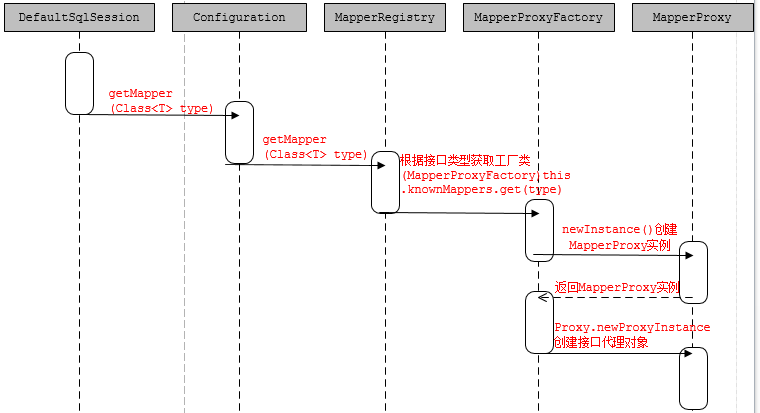 DefaultSqlSession
Configuration
MapperRegistry
MapperProxyFactory
MapperProxy
getMapper
(Class<T> type)
getMapper
(Class<T> type)
根据接口类型获取工厂类
(MapperProxyFactory)this
.knownMappers.get(type)
newInstance()创建
MapperProxy实例
返回MapperProxy实例
Proxy.newProxyInstance
创建接口代理对象